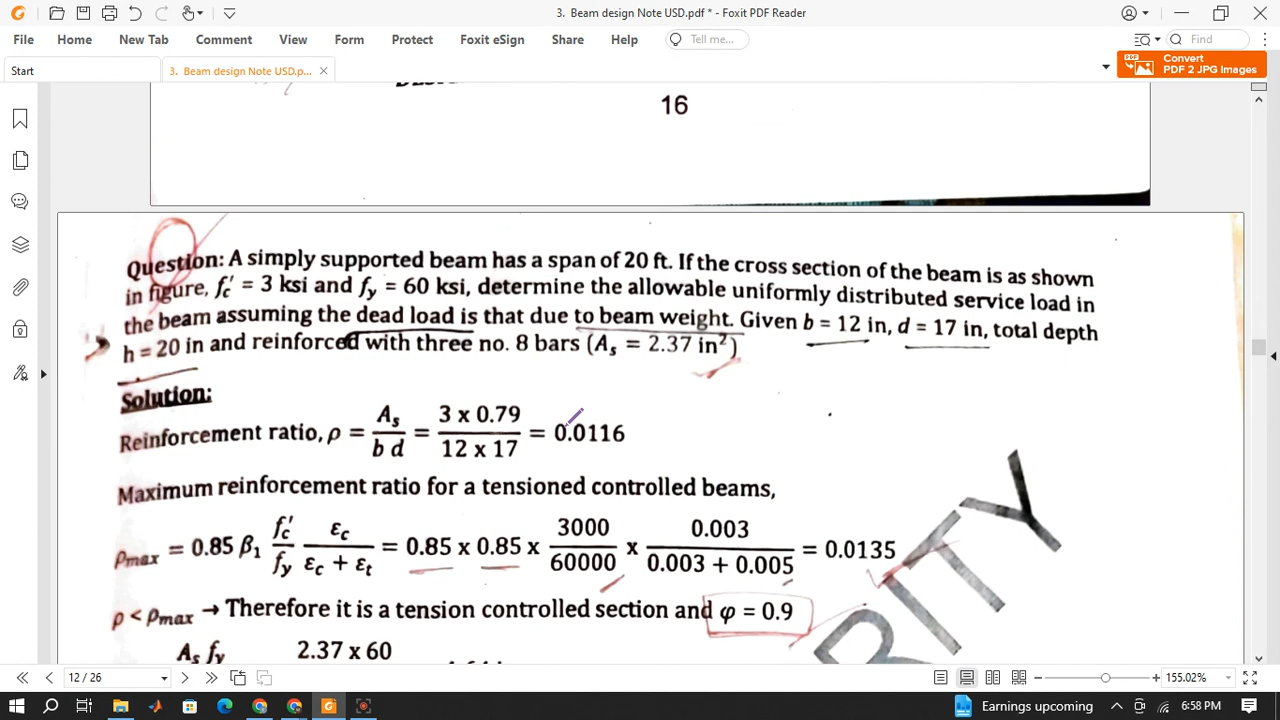 3. Beam design Note USD.pdf * - Foxit PDF Reader
File Home New Tab Comment View Form Protect Foxit eSign Share Help Tell me... Find
Start 3. Beam design Note USD.p... Convert
PDF 2 JPG Images
16
Question: A simply supported beam has a span of 20 ft. If the cross section of the beam is as shown
in figure, f'c = 3 ksi and fy = 60 ksi, determine the allowable uniformly distributed service load in
the beam assuming the dead load is that due to beam weight. Given b = 12 in, d = 17 in, total depth
h = 20 in and reinforced with three no. 8 bars (As = 2.37 in²)
Solution:
Reinforcement ratio, ρ = As / b d = 3 x 0.79 / 12 x 17 = 0.0116
Maximum reinforcement ratio for a tensioned controlled beams,
ρmax = 0.85 β1 f'c / fy εc / εc + εt = 0.85 x 0.85 x 3000 / 60000 x 0.003 / 0.003 + 0.005 = 0.0135
ρ < ρmax → Therefore it is a tension controlled section and φ = 0.9
As fy 2.37 x 60
RITY
12 / 26 155.02%
Earnings upcoming 6:58 PM